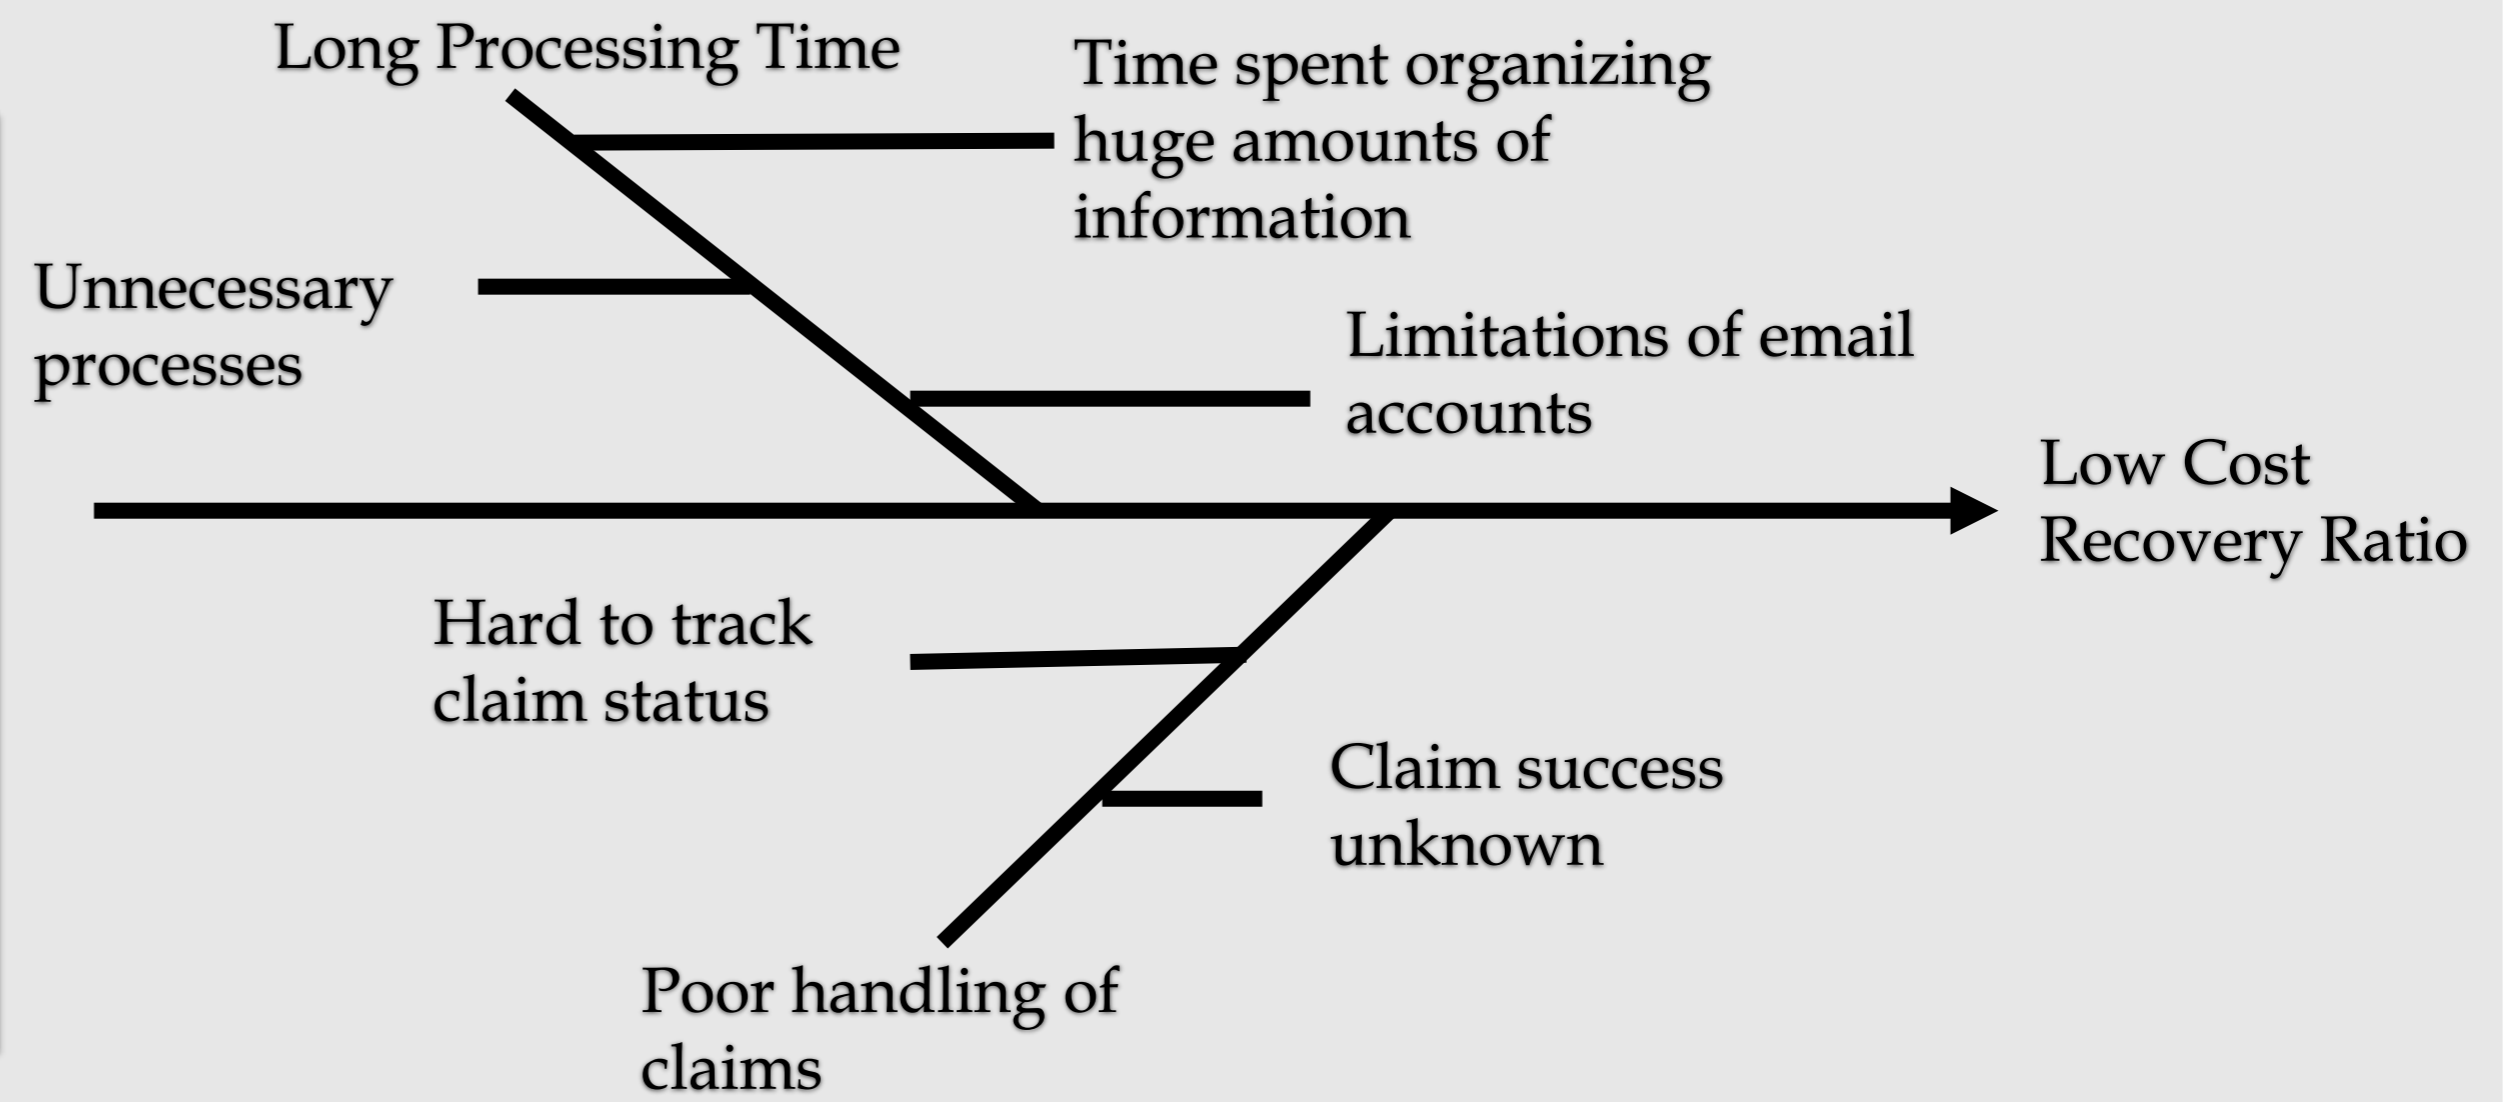 Long Processing Time
Time spent organizing
huge amounts of
information
Unnecessary
processes
Limitations of email
accounts
Low Cost
Recovery Ratio
Hard to track
claim status
Claim success
unknown
Poor handling of
claims